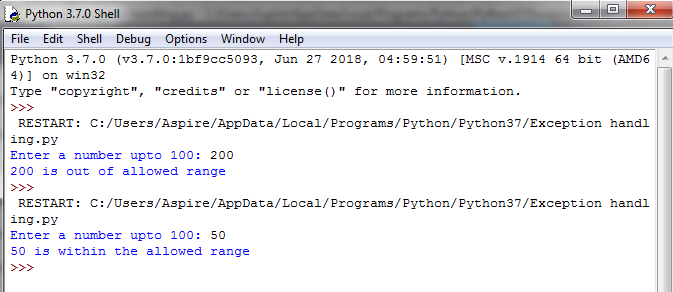 Python 3.7.0 Shell
File Edit Shell Debug Options Window Help
Python 3.7.0 (v3.7.0:1bf9cc5093, Jun 27 2018, 04:59:51) [MSC v.1914 64 bit (AMD6
4)] on win32
Type "copyright", "credits" or "license()" for more information.
>>>
RESTART: C:/Users/Aspire/AppData/Local/Programs/Python/Python37/Exception handl
ing.py
Enter a number upto 100: 200
200 is out of allowed range
>>>
RESTART: C:/Users/Aspire/AppData/Local/Programs/Python/Python37/Exception handl
ing.py
Enter a number upto 100: 50
50 is within the allowed range
>>>